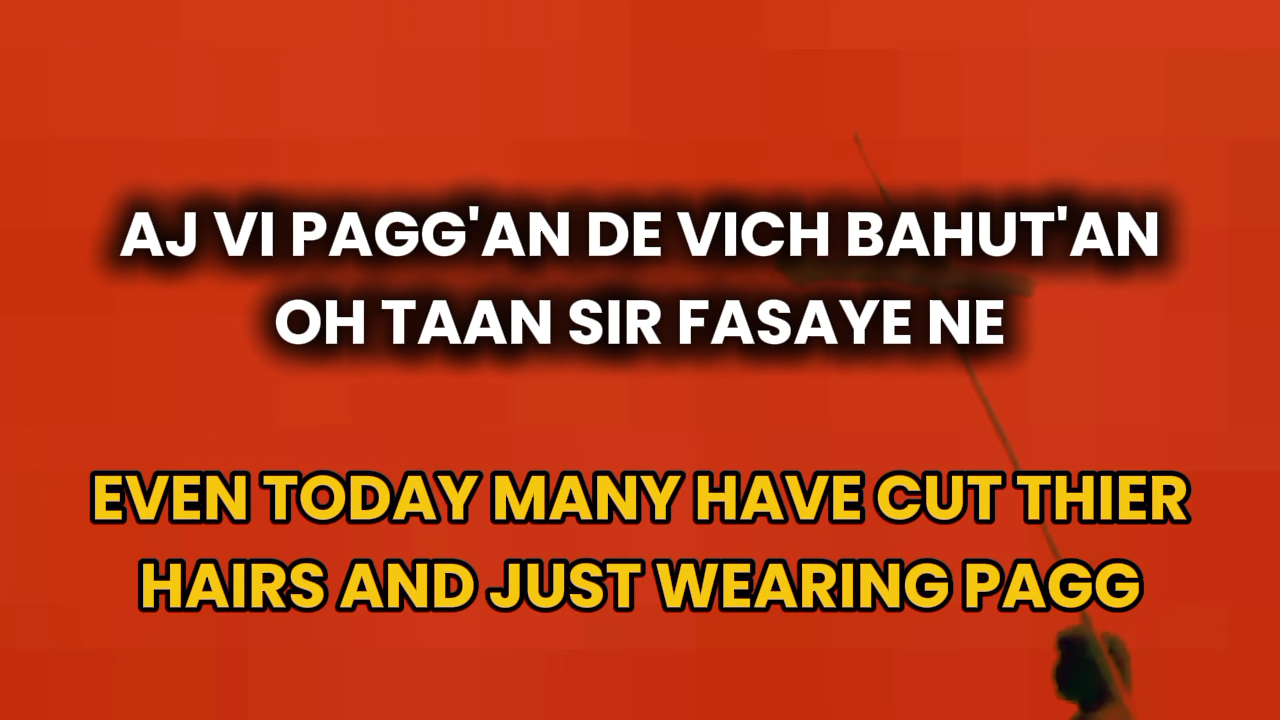 AJ VI PAGG'AN DE VICH BAHUT'AN
OH TAAN SIR FASAYE NE
EVEN TODAY MANY HAVE CUT THIER
HAIRS AND JUST WEARING PAGG